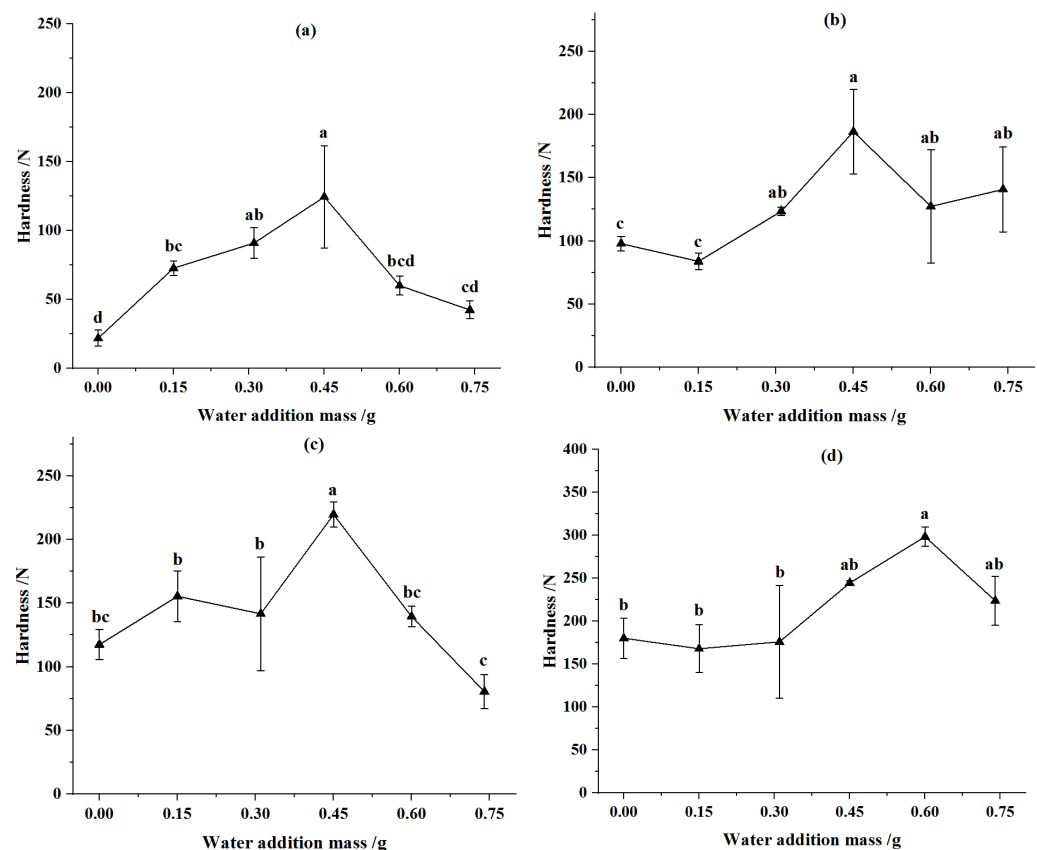 (a)
250
200
150
100
50
0
Hardness /N
d
bc
ab
a
bcd
cd
0.00 0.15 0.30 0.45 0.60 0.75
Water addition mass /g
(b)
250
200
150
100
50
0
Hardness /N
c
c
ab
a
ab
ab
0.00 0.15 0.30 0.45 0.60 0.75
Water addition mass /g
(c)
250
200
150
100
50
0
Hardness /N
bc
b
b
a
bc
c
0.00 0.15 0.30 0.45 0.60 0.75
Water addition mass /g
(d)
400
350
300
250
200
150
100
50
0
Hardness /N
b
b
b
ab
a
ab
0.00 0.15 0.30 0.45 0.60 0.75
Water addition mass /g